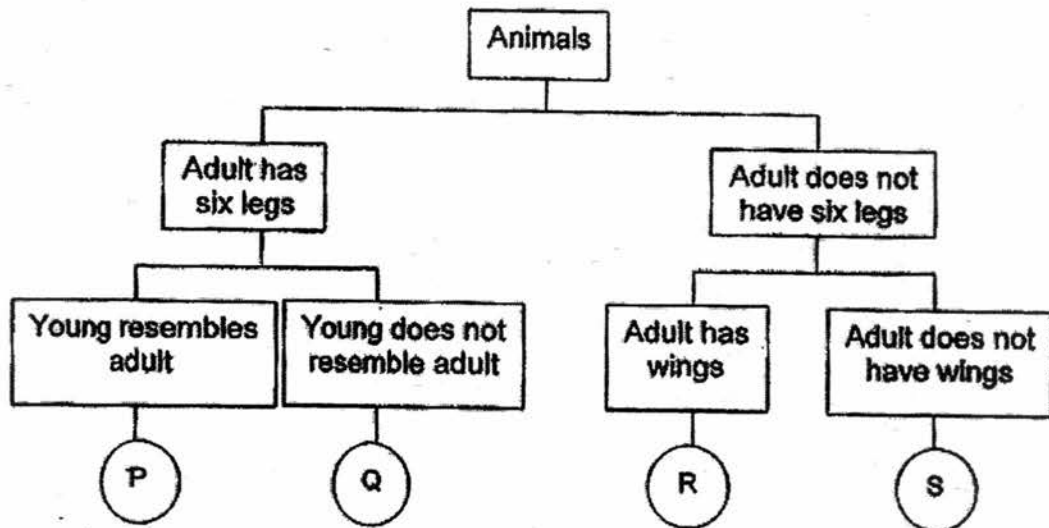 Animals
Adult has
six legs
Adult does not
have six legs
Young resembles
adult
Young does not
resemble adult
Adult has
wings
Adult does not
have wings
P
Q
R
S